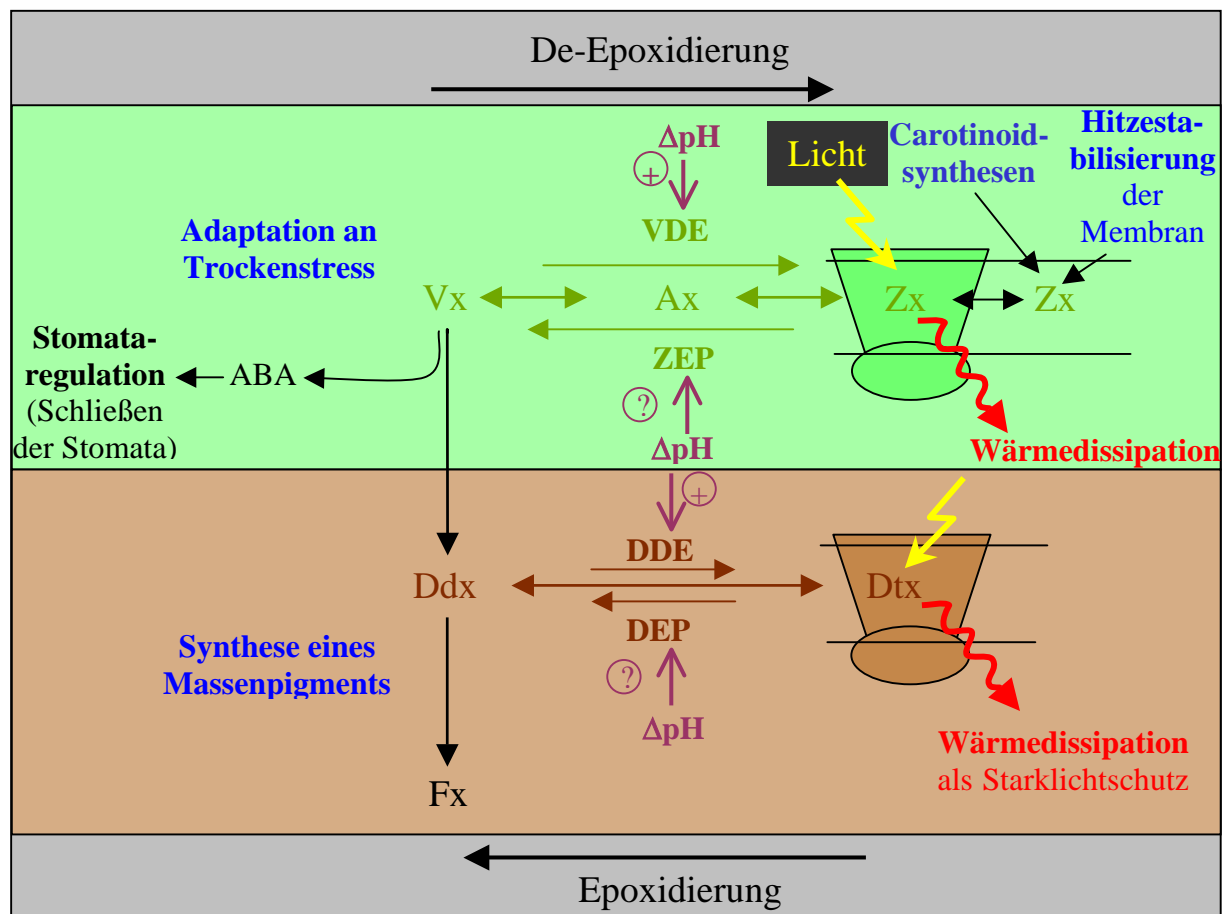 De-Epoxidierung
ΔpH
+
Licht
Carotinoid-
synthesen
Hitzesta-
bilisierung
der
Membran
VDE
Adaptation an
Trockenstress
Vx
Ax
Zx
Zx
ZEP
Stomata-
regulation
(Schließen
der Stomata)
ABA
?
ΔpH
Wärmedissipation
+
DDE
Ddx
Dtx
DEP
Synthese eines
Massenpigments
?
ΔpH
Wärmedissipation
als Starklichtschutz
Fx
Epoxidierung